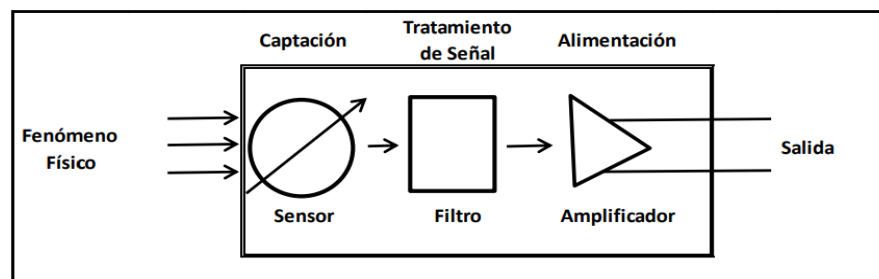 Captación
Tratamiento
de Señal
Alimentación
Fenómeno
Físico
Salida
Sensor
Filtro
Amplificador